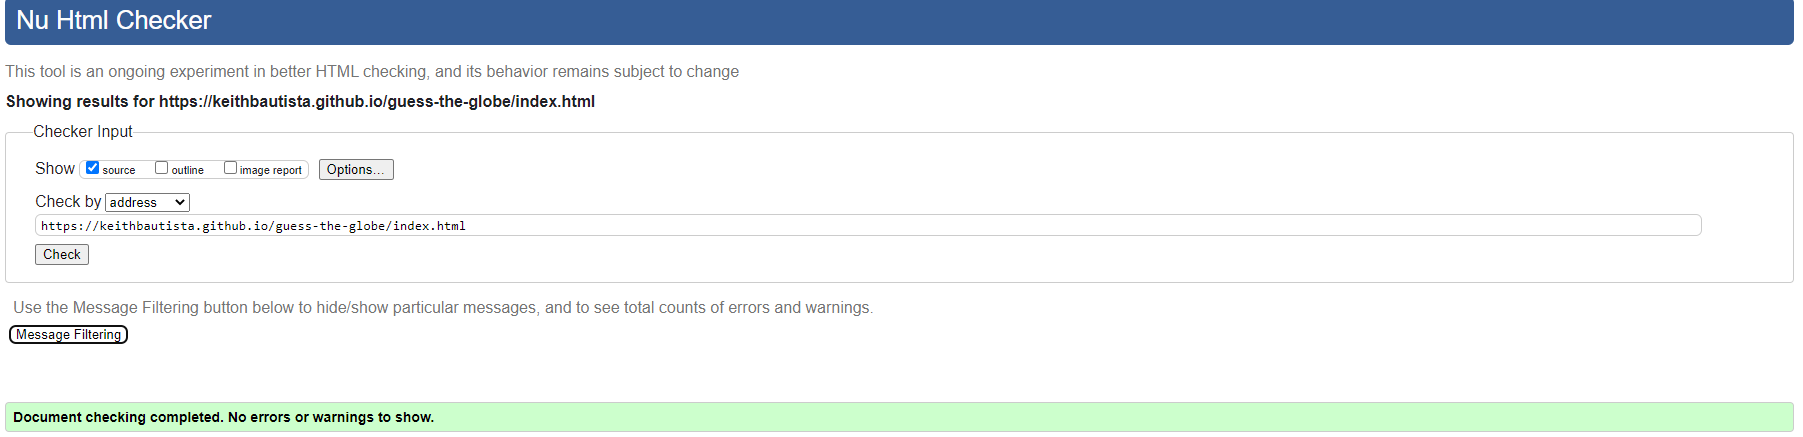 Nu Html Checker
This tool is an ongoing experiment in better HTML checking, and its behavior remains subject to change
Showing results for https://keithbautista.github.io/guess-the-globe/index.html
Checker Input
Show source outline image report Options...
Check by address
https://keithbautista.github.io/guess-the-globe/index.html
Check
Use the Message Filtering button below to hide/show particular messages, and to see total counts of errors and warnings.
Message Filtering
Document checking completed. No errors or warnings to show.